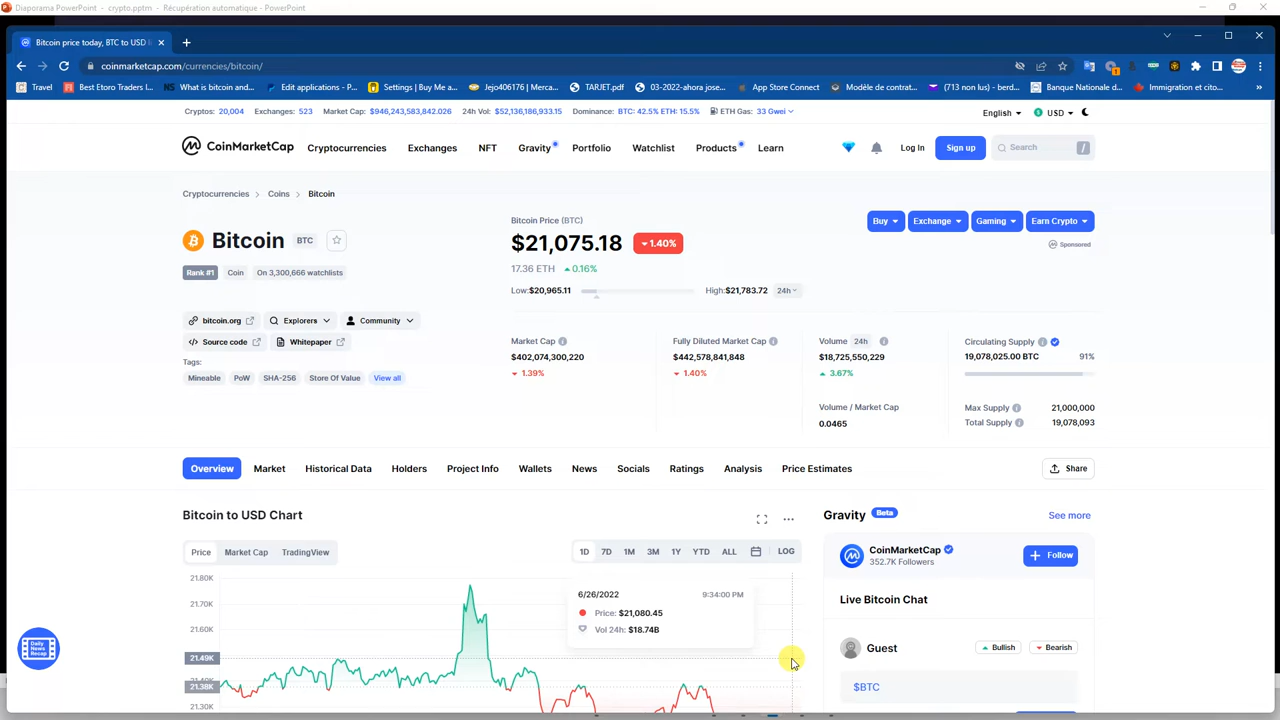 Diaporama PowerPoint - crypto.pptm - Récupération automatique - PowerPoint
Bitcoin price today, BTC to USD
coinmarketcap.com/currencies/bitcoin/
Travel Best Etoro Traders I... What is bitcoin and... Edit applications - P... Settings | Buy Me a... Jejo406176 | Merca... TARJET.pdf 03-2022-ahora jose... App Store Connect Modèle de contrat... (713 non lus) - berd... Banque Nationale d... Immigration et cito... »
Cryptos: 20,004 Exchanges: 523 Market Cap: $946,243,583,842.026 24h Vol: $52,136,186,933.15 Dominance: BTC: 42.5% ETH: 15.5% ETH Gas: 33 Gwei English USD
CoinMarketCap Cryptocurrencies Exchanges NFT Gravity Portfolio Watchlist Products Learn Log In Sign up Search /
Cryptocurrencies > Coins > Bitcoin
Bitcoin Price (BTC)
Buy Exchange Gaming Earn Crypto
Bitcoin BTC
$21,075.18 1.40%
Sponsored
Rank #1 Coin On 3,300,666 watchlists
17.36 ETH 0.16%
Low:$20,965.11 High:$21,783.72 24h
bitcoin.org Explorers Community
Source code Whitepaper
Tags:
Mineable PoW SHA-256 Store Of Value View all
Market Cap
$402,074,300,220
1.39%
Fully Diluted Market Cap
$442,578,841,848
1.40%
Volume 24h
$18,725,550,229
3.67%
Volume / Market Cap
0.0465
Circulating Supply
19,078,025.00 BTC 91%
Max Supply 21,000,000
Total Supply 19,078,093
Overview Market Historical Data Holders Project Info Wallets News Socials Ratings Analysis Price Estimates Share
Bitcoin to USD Chart
Price Market Cap TradingView 1D 7D 1M 3M 1Y YTD ALL LOG
21.80K
21.70K
21.60K
21.49K
21.38K
21.30K
6/26/2022 9:34:00 PM
Price: $21,080.45
Vol 24h: $18.74B
Daily
News
Recap
Gravity Beta See more
CoinMarketCap
352.7K Followers
Follow
Live Bitcoin Chat
Guest Bullish Bearish
$BTC